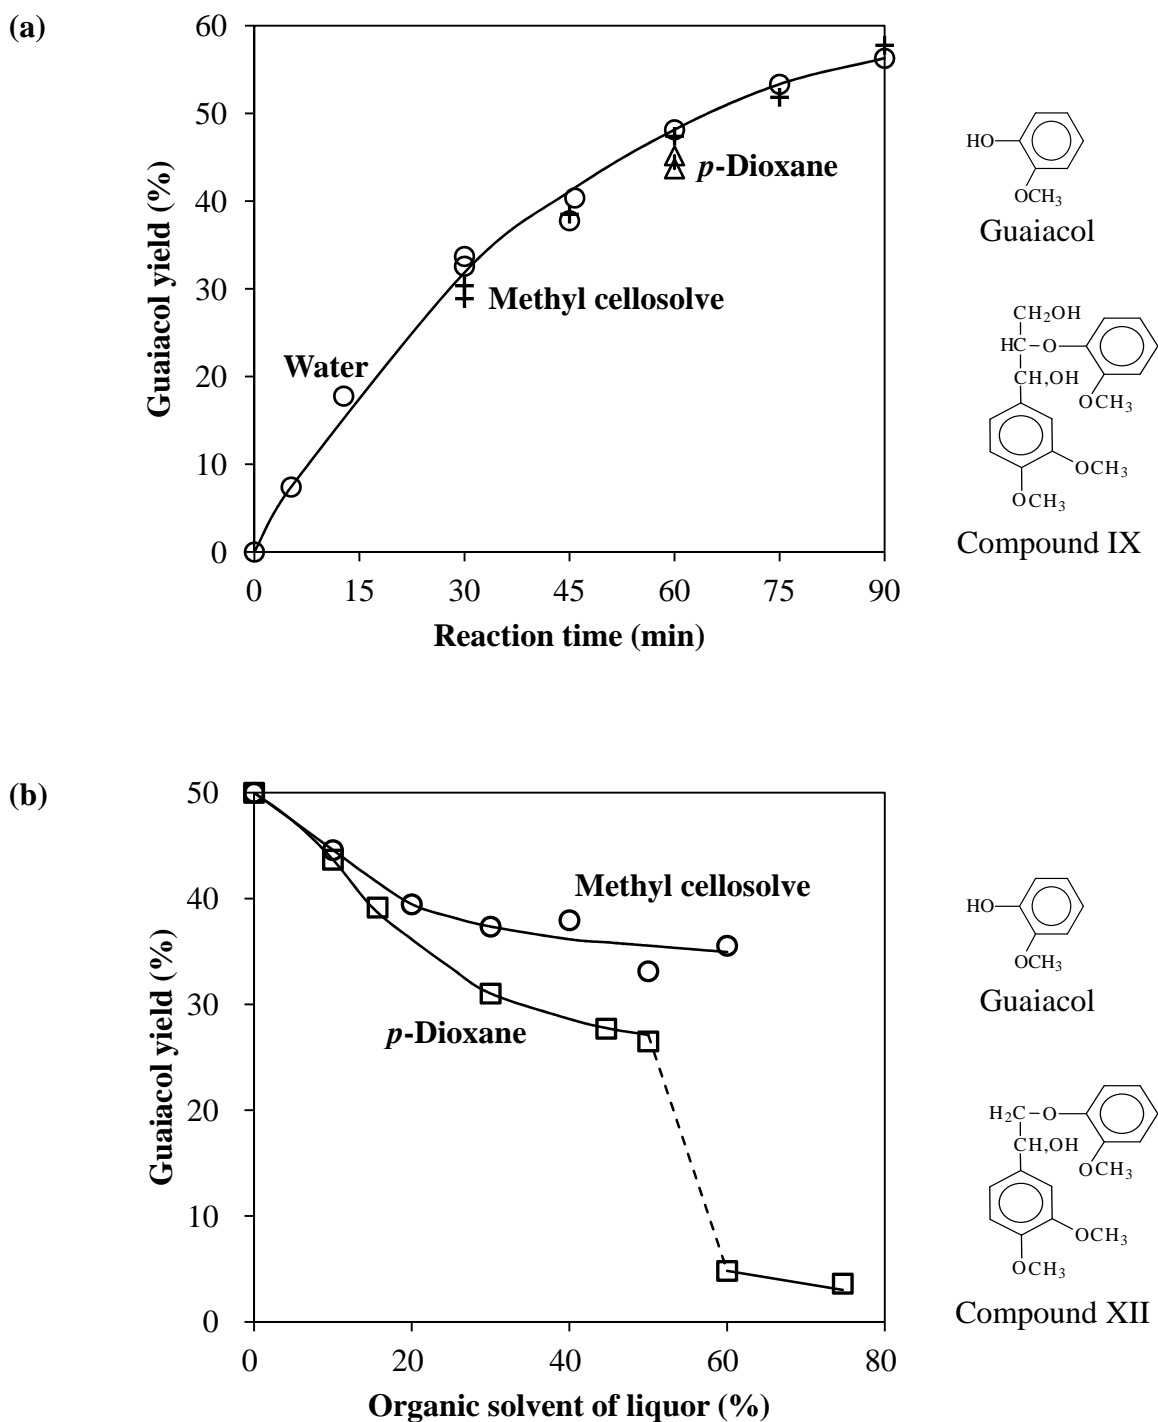 (a)
Guaiacol yield (%)
60
50
40
30
20
10
0
Water
Methyl cellosolve
p-Dioxane
0 15 30 45 60 75 90
Reaction time (min)
HO
OCH3
Guaiacol
CH2OH
HC O
CH,OH
OCH3
OCH3
OCH3
Compound IX
(b)
Guaiacol yield (%)
50
40
30
20
10
0
Methyl cellosolve
p-Dioxane
0 20 40 60 80
Organic solvent of liquor (%)
HO
OCH3
Guaiacol
H2C O
CH,OH
OCH3
OCH3
OCH3
Compound XII